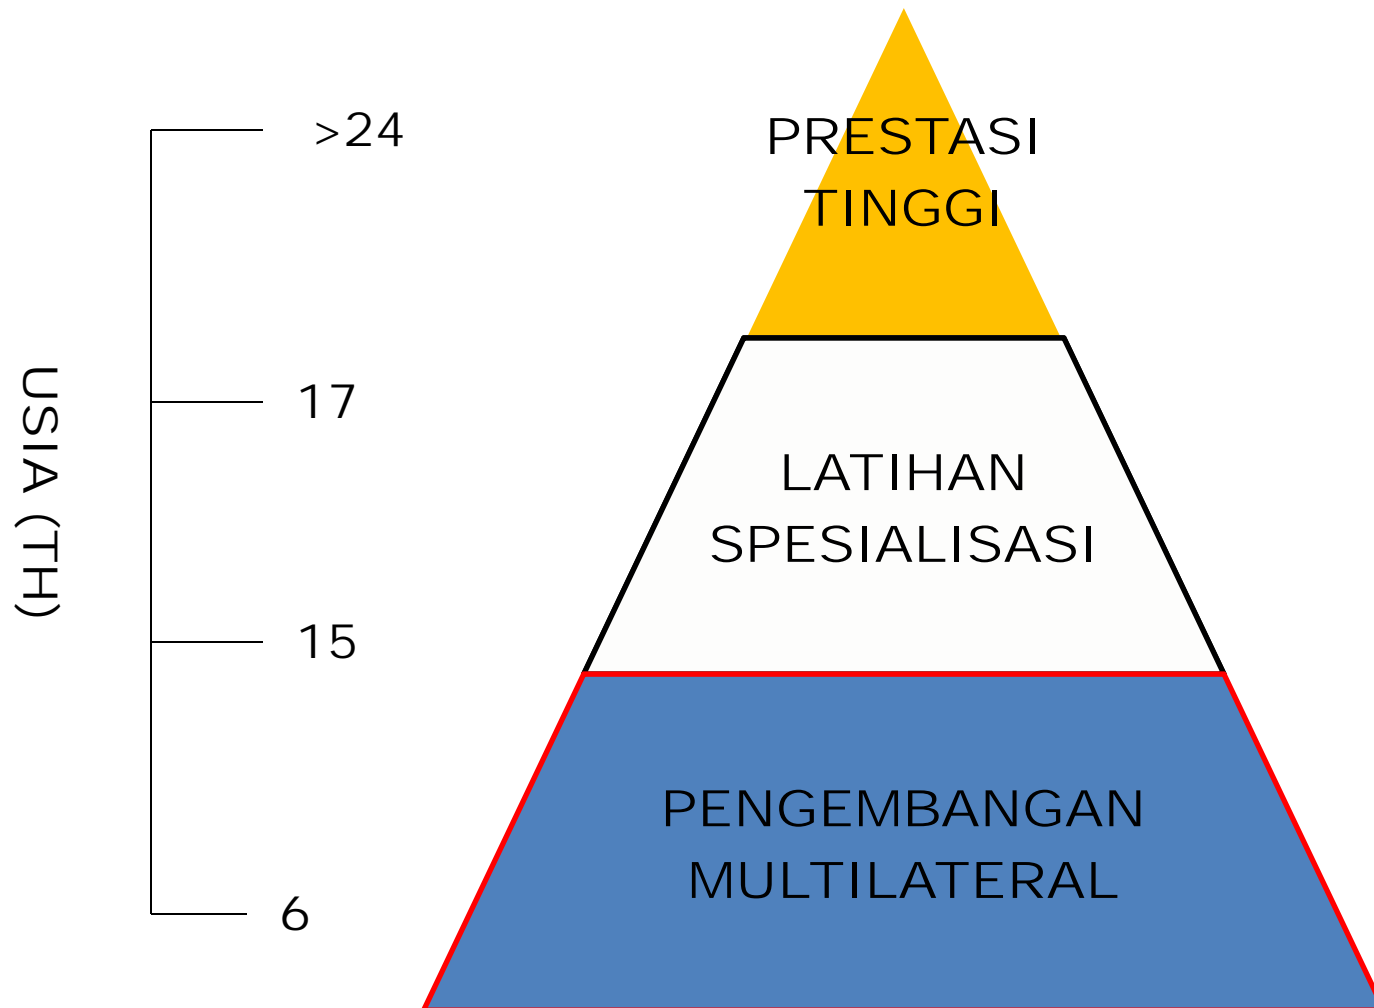 >24
PRESTASI
TINGGI
17
USIA (TH)
LATIHAN
SPESIALISASI
15
PENGEMBANGAN
MULTILATERAL
6